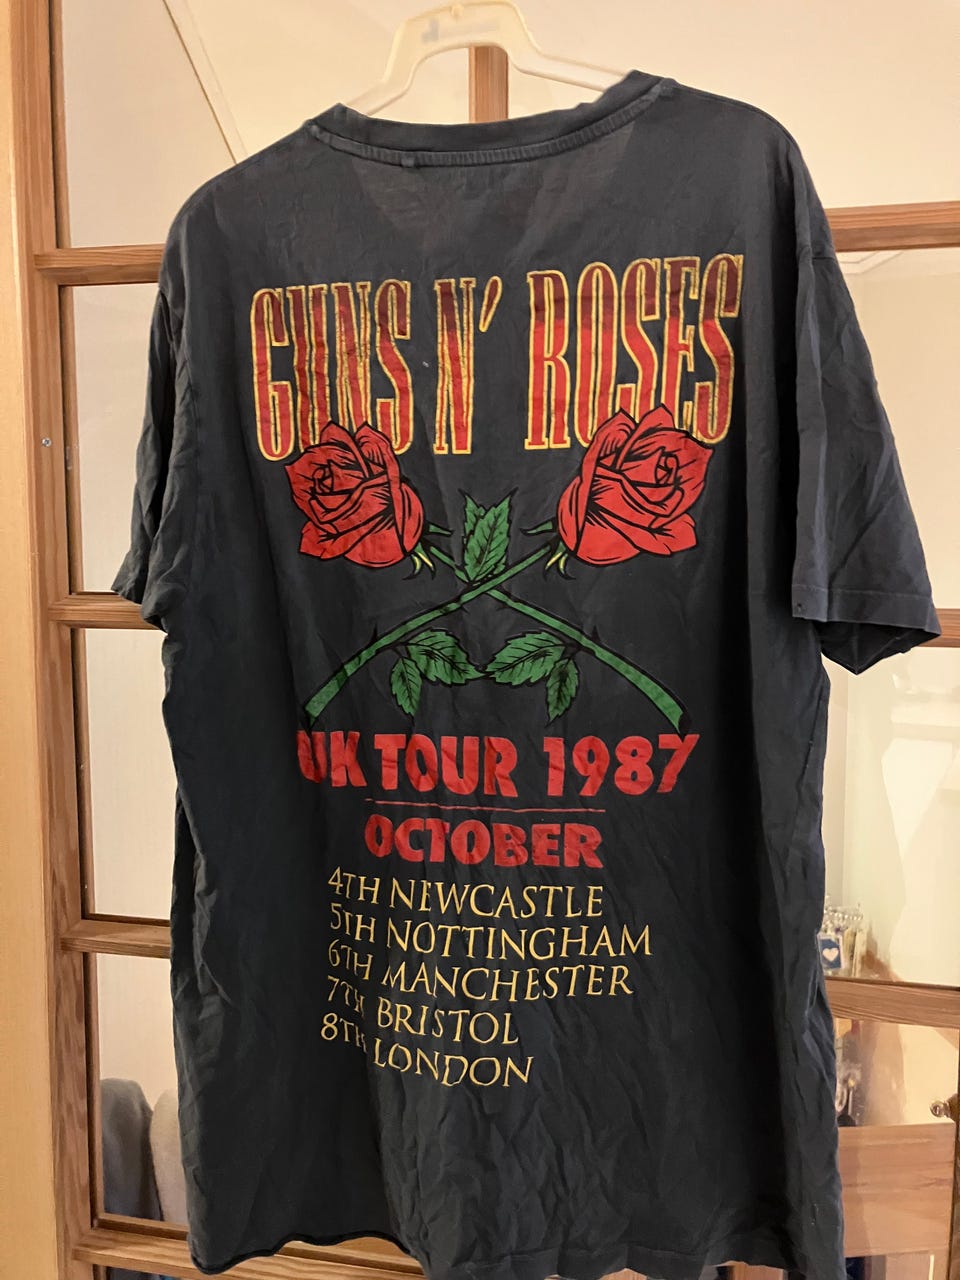 GUNS N' ROSES
UK TOUR 1987
OCTOBER
4TH NEWCASTLE
5TH NOTTINGHAM
6TH MANCHESTER
7TH BRISTOL
8TH LONDON